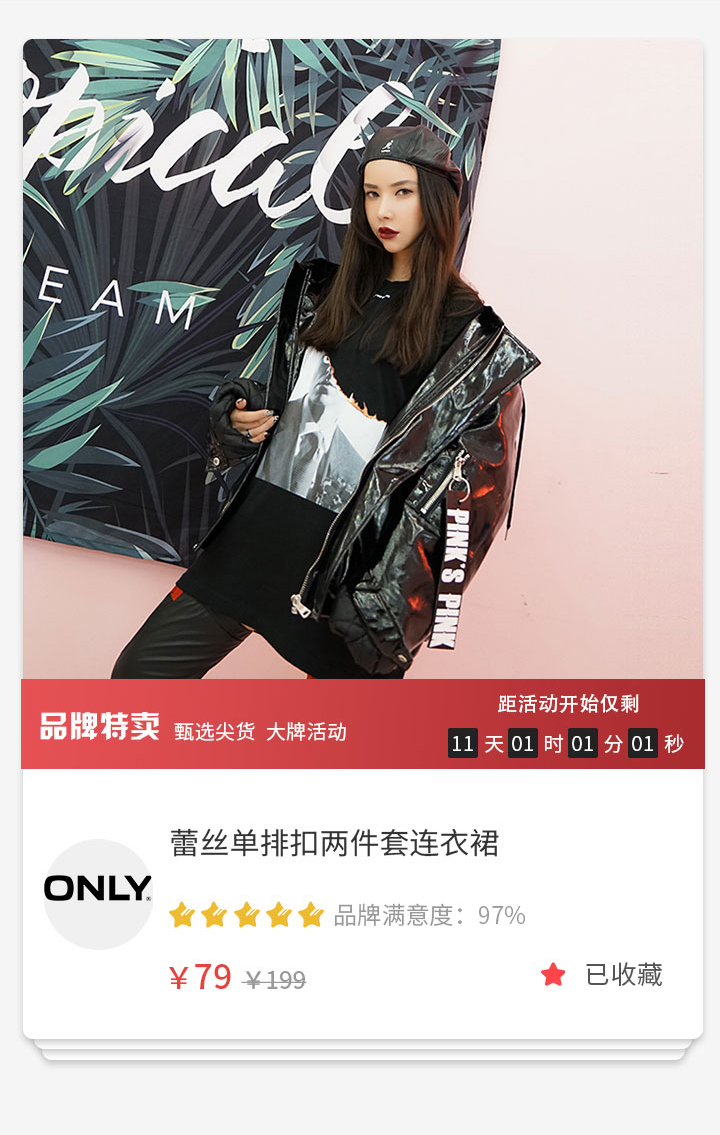 pical
EAM
PINK'S PINK
距活动开始仅剩
品牌特卖 甄选尖货 大牌活动
11 天 01 时 01 分 01 秒
蕾丝单排扣两件套连衣裙
ONLY
品牌满意度：97%
￥79 ￥199
已收藏